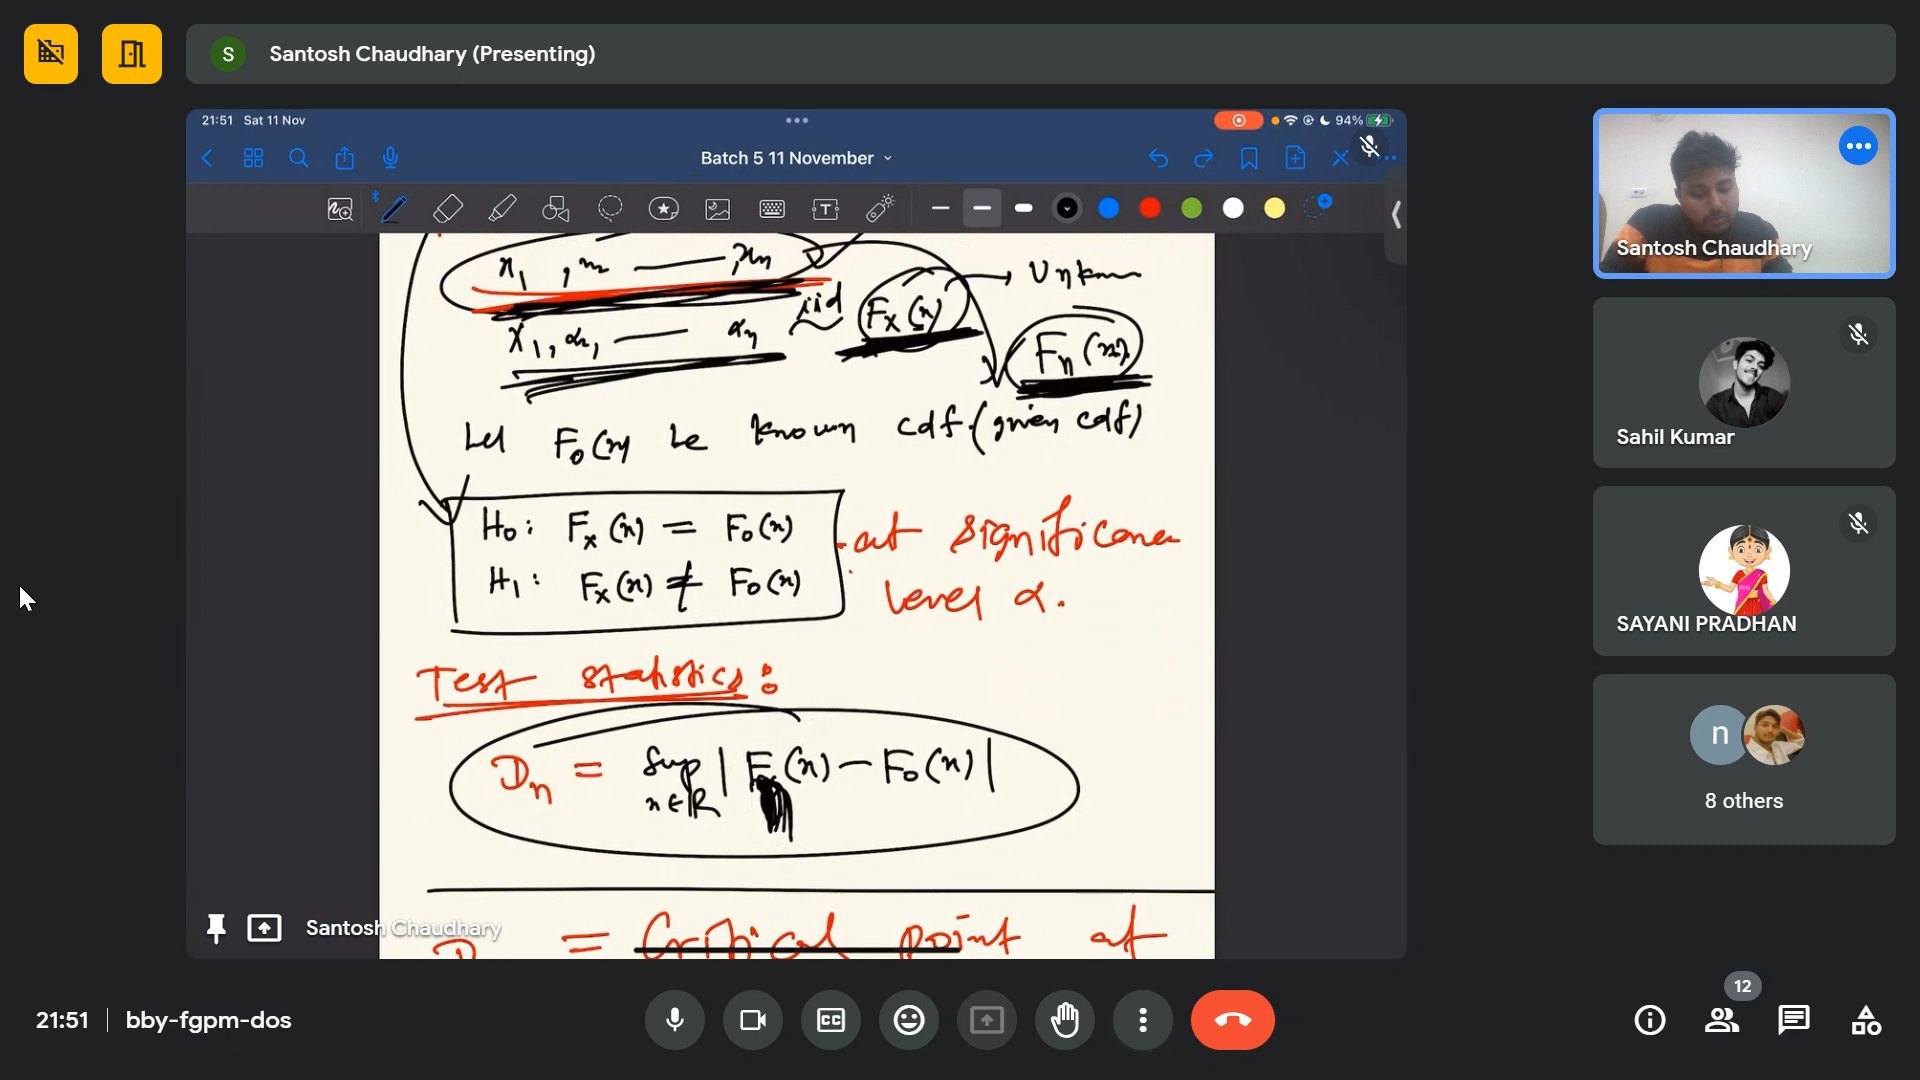 S Santosh Chaudhary (Presenting)
21:51 Sat 11 Nov
94%
Batch 5 11 November
T
x1 , x2 ——— , xn
→ Unknown
X1, x2, ——— xn iid Fx(x)
Fn(x)
Let F0(x) be known cdf (given cdf)
H0: Fx(x) = F0(x)
H1: Fx(x) ≠ F0(x)
at significance
level α.
Test statistics:
Dn = Sup | Fn(x) − F0(x) |
x∈R
D = Critical point at
Santosh Chaudhary
Santosh Chaudhary
Sahil Kumar
SAYANI PRADHAN
n
8 others
21:51 | bby-fgpm-dos
CC
12